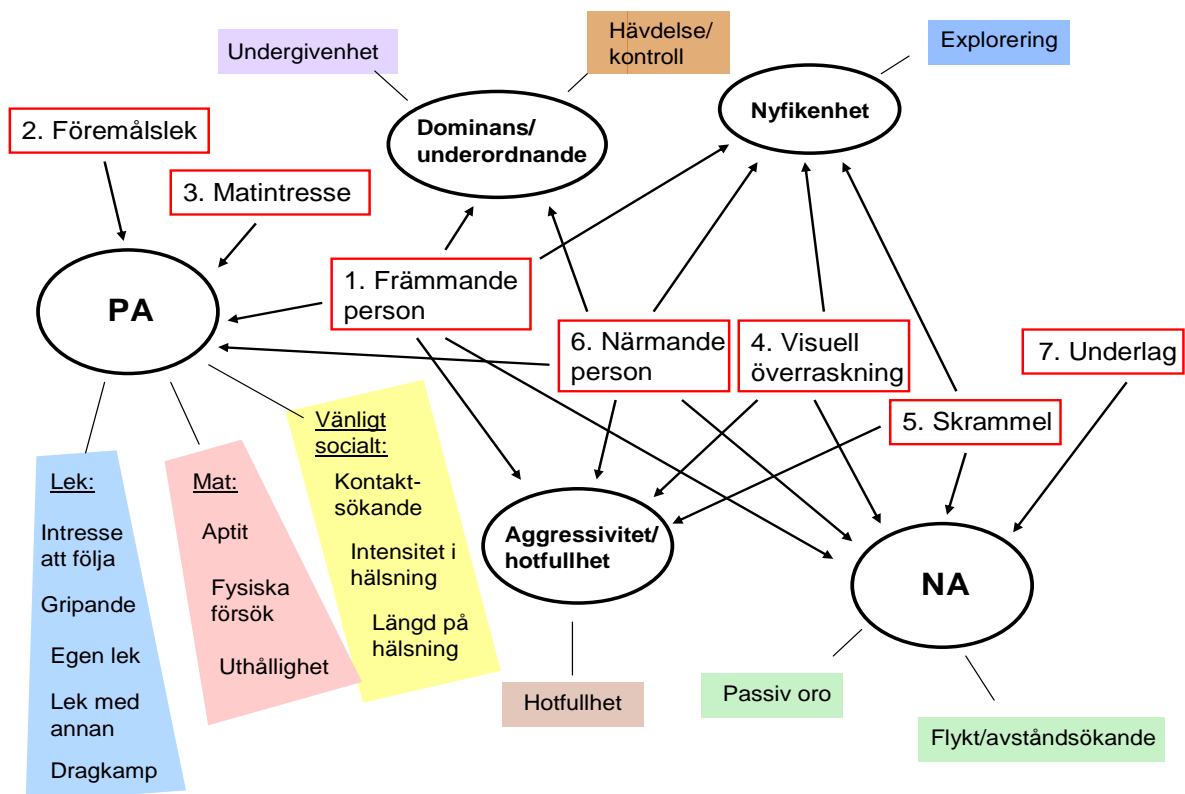 Undergivenhet
Hävdelse/
kontroll
Explorering
2. Föremålslek
Dominans/
underordnande
Nyfikenhet
3. Matintresse
PA
1. Främmande
person
6. Närmande
person
4. Visuell
överraskning
7. Underlag
5. Skrammel
Lek:
Intresse
att följa
Gripande
Egen lek
Lek med
annan
Dragkamp
Mat:
Aptit
Fysiska
försök
Uthållighet
Vänligt
socialt:
Kontakt-
sökande
Intensitet i
hälsning
Längd på
hälsning
Aggressivitet/
hotfullhet
NA
Hotfullhet
Passiv oro
Flykt/avståndsökande